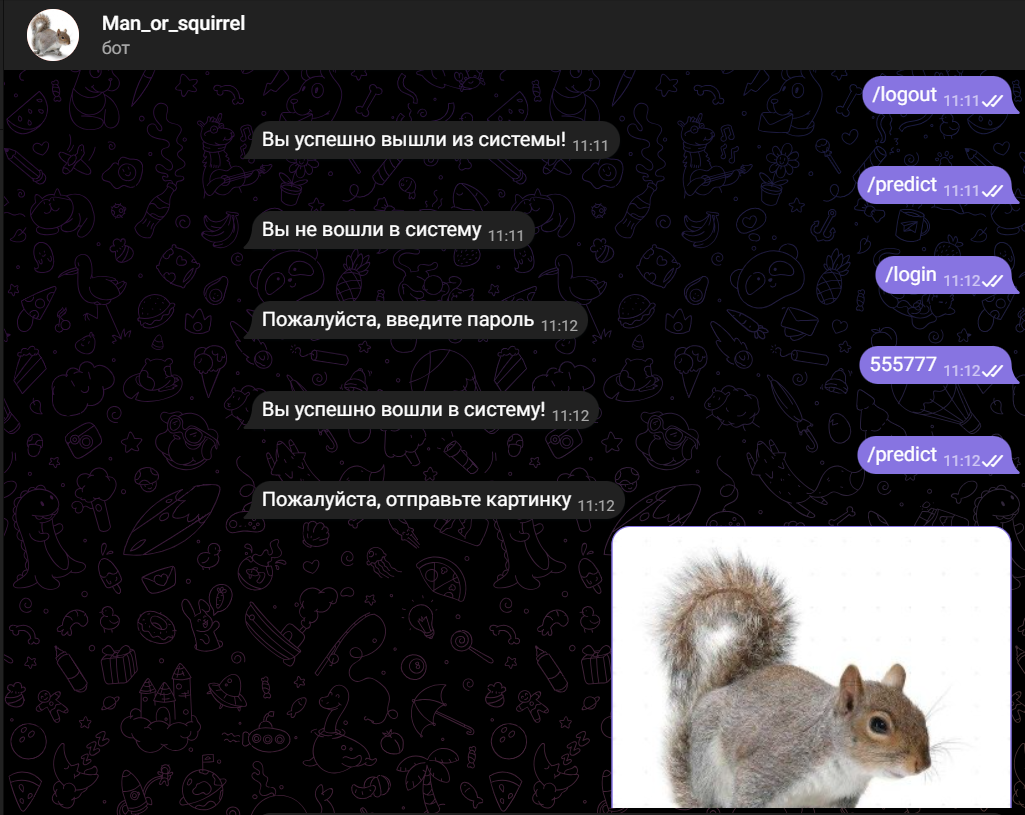 Man_or_squirrel
бот
/logout 11:11
Вы успешно вышли из системы! 11:11
/predict 11:11
Вы не вошли в систему 11:11
/login 11:12
Пожалуйста, введите пароль 11:12
555777 11:12
Вы успешно вошли в систему! 11:12
/predict 11:12
Пожалуйста, отправьте картинку 11:12